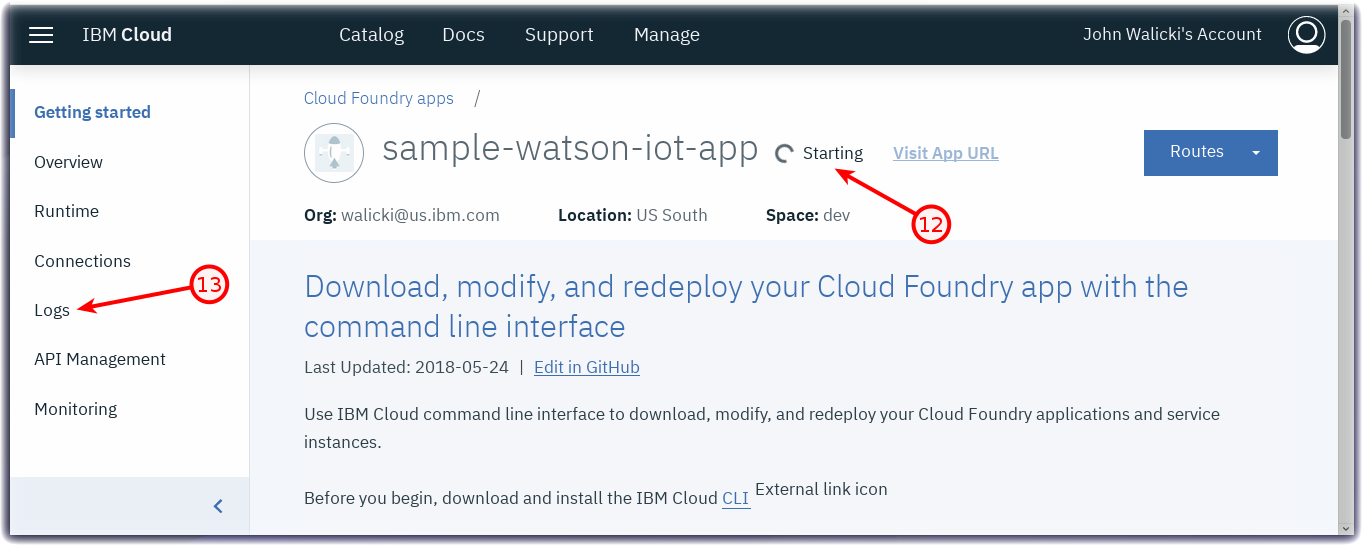 IBM Cloud Catalog Docs Support Manage John Walicki's Account
Getting started
Overview
Runtime
Connections
13
Logs
API Management
Monitoring
Cloud Foundry apps /
sample-watson-iot-app Starting Visit App URL Routes
12
Org: walicki@us.ibm.com Location: US South Space: dev
Download, modify, and redeploy your Cloud Foundry app with the
command line interface
Last Updated: 2018-05-24 | Edit in GitHub
Use IBM Cloud command line interface to download, modify, and redeploy your Cloud Foundry applications and service
instances.
Before you begin, download and install the IBM Cloud CLI External link icon